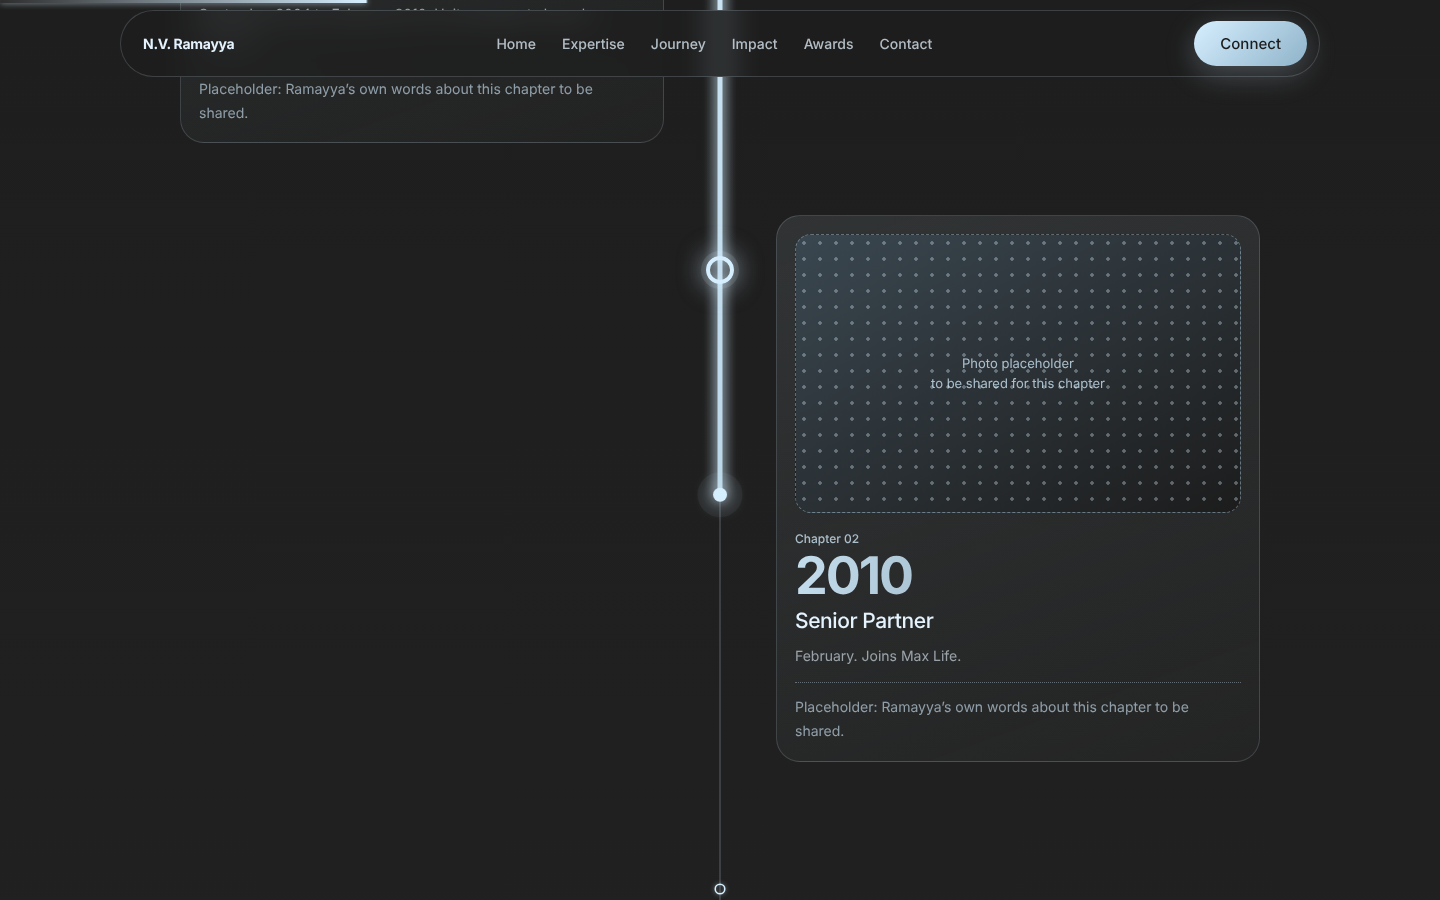 N.V. Ramayya
Home
Expertise
Journey
Impact
Awards
Contact
Connect
Placeholder: Ramayya’s own words about this chapter to be
shared.
Photo placeholder
to be shared for this chapter
Chapter 02
2010
Senior Partner
February. Joins Max Life.
Placeholder: Ramayya’s own words about this chapter to be
shared.